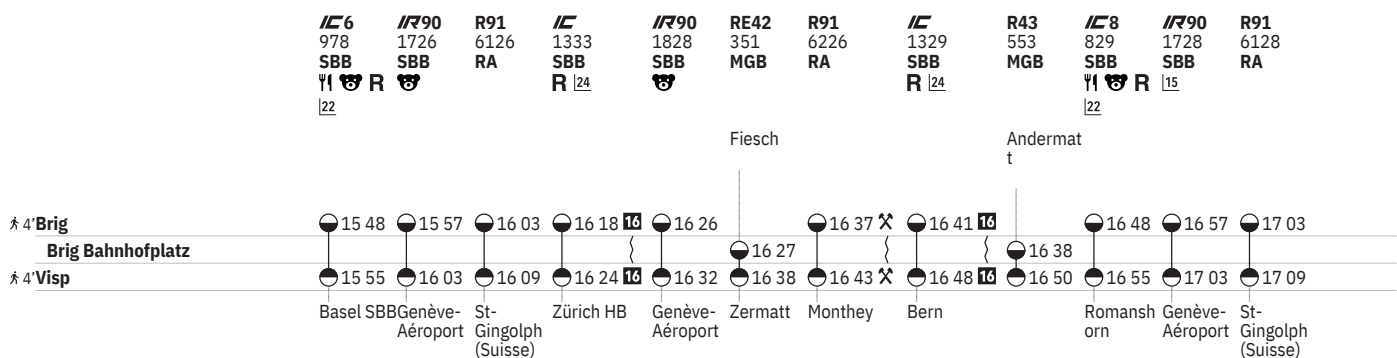 IC6 IR90 R91 IC IR90 RE42 R91 IC R43 IC8 IR90 R91
978 1726 6126 1333 1828 351 6226 1329 553 829 1728 6128
SBB SBB RA SBB SBB MGB RA SBB MGB SBB SBB RA
R R 24 R 24 R 15
22 22
Fiesch Andermat
t
4' Brig 15 48 15 57 16 03 16 18 16 16 26 16 37 16 41 16 16 48 16 57 17 03
Brig Bahnhofplatz 16 27 16 38
4' Visp 15 55 16 03 16 09 16 24 16 16 32 16 38 16 43 16 48 16 16 50 16 55 17 03 17 09
Basel SBB Genève- St- Zürich HB Genève- Zermatt Monthey Bern Romansh Genève- St-
Aéroport Gingolph Aéroport orn Aéroport Gingolph
(Suisse) (Suisse)